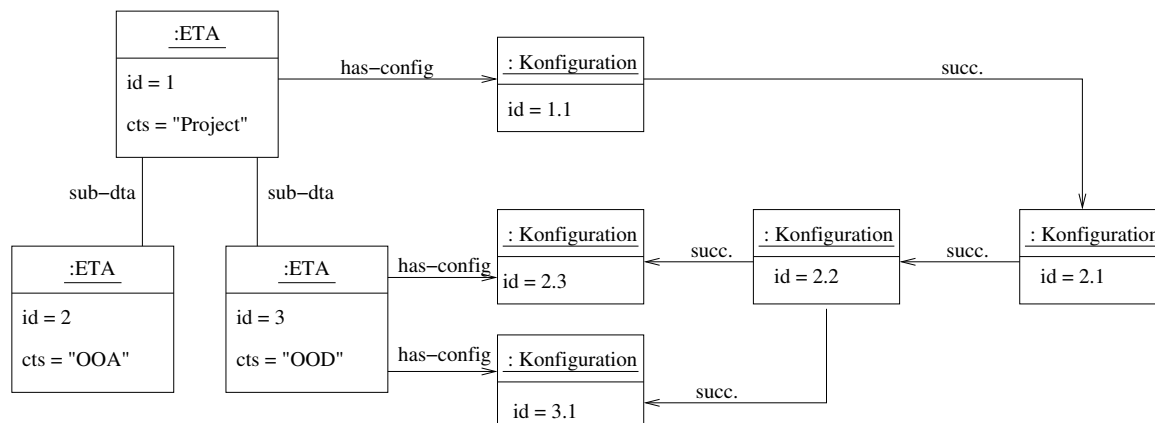 :ETA
id = 1
cts = "Project"
has-config
: Konfiguration
id = 1.1
succ.
sub-dta
sub-dta
:ETA
id = 2
cts = "OOA"
:ETA
id = 3
cts = "OOD"
has-config
: Konfiguration
id = 2.3
succ.
: Konfiguration
id = 2.2
succ.
: Konfiguration
id = 2.1
has-config
: Konfiguration
id = 3.1
succ.